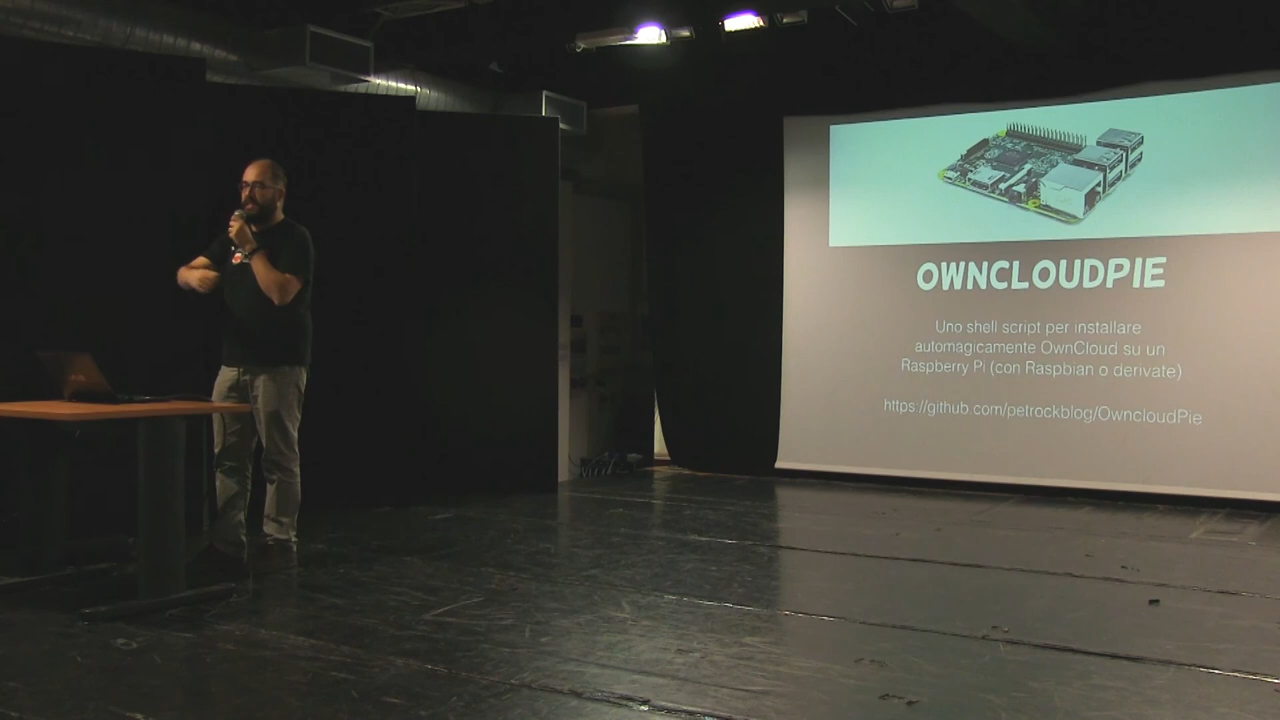 OWNCLOUDPIE
Uno shell script per installare
automagicamente OwnCloud su un
Raspberry Pi (con Raspbian o derivate)
https://github.com/petrockblog/OwncloudPie